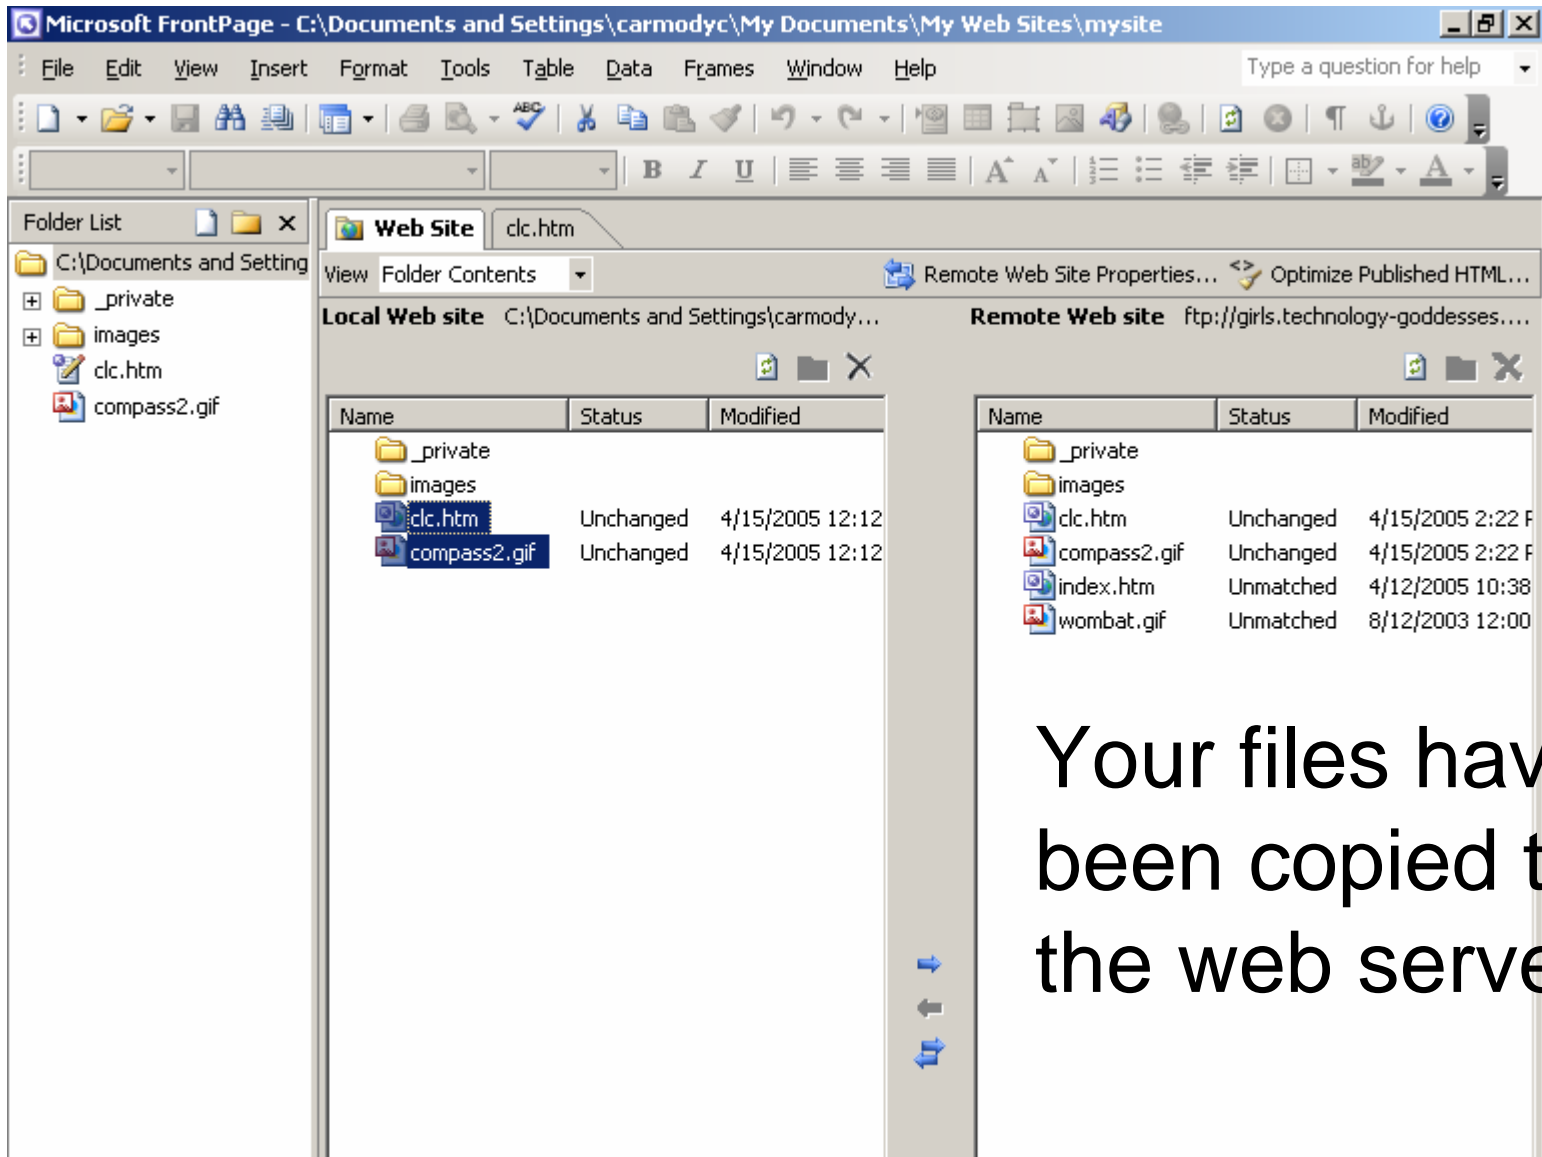 Microsoft FrontPage - C:\Documents and Settings\carmodyc\My Documents\My Web Sites\mysite
File Edit View Insert Format Tools Table Data Frames Window Help Type a question for help
ABC
B I U A A ab A
Folder List
C:\Documents and Setting
_private
images
clc.htm
compass2.gif
Web Site clc.htm
View Folder Contents Remote Web Site Properties... Optimize Published HTML...
Local Web site C:\Documents and Settings\carmody... Remote Web site ftp://girls.technology-goddesses....
Name Status Modified
_private
images
clc.htm Unchanged 4/15/2005 12:12
compass2.gif Unchanged 4/15/2005 12:12
Name Status Modified
_private
images
clc.htm Unchanged 4/15/2005 2:22 P
compass2.gif Unchanged 4/15/2005 2:22 P
index.htm Unmatched 4/12/2005 10:38
wombat.gif Unmatched 8/12/2003 12:00
Your files hav
been copied t
the web serve